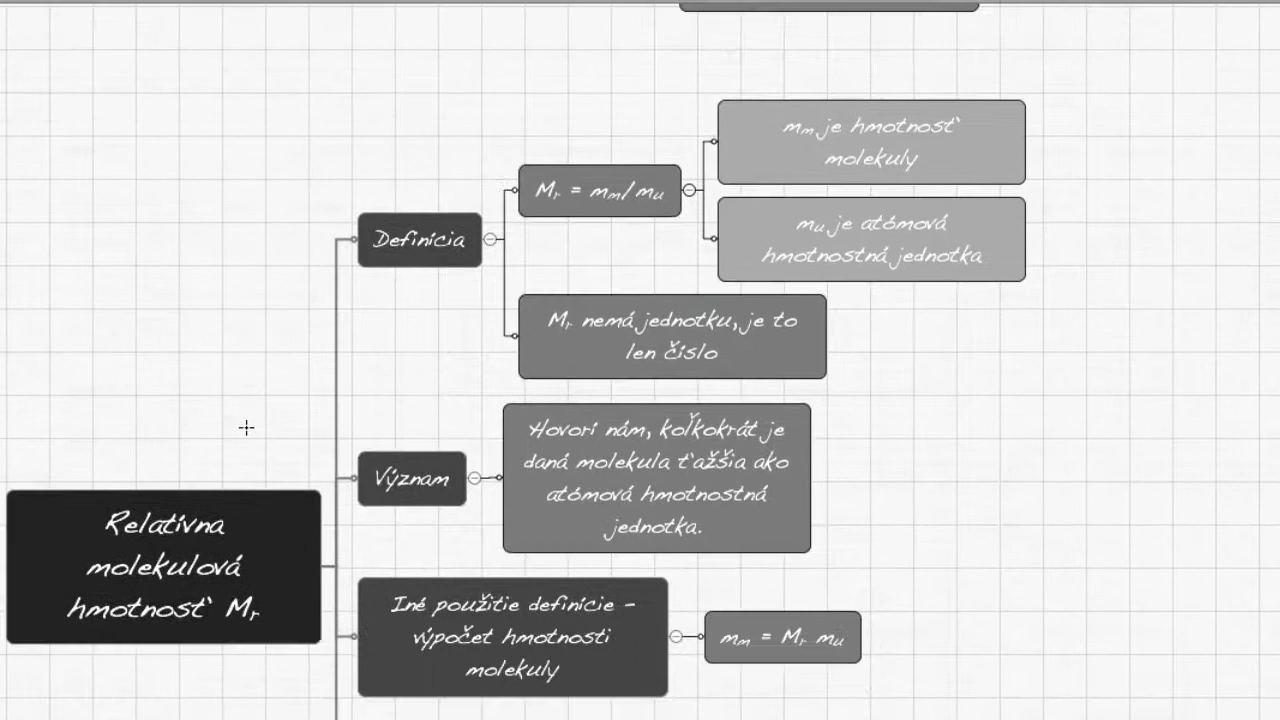 mₘ je hmotnosť
molekuly
Mᵣ = mₘ/mᵤ
mᵤ je atómová
hmotnostná jednotka
Definícia
Mᵣ nemá jednotku, je to
len číslo
Hovorí nám, koľkokrát je
daná molekula ťažšia ako
atómová hmotnostná
jednotka.
Význam
Relatívna
molekulová
hmotnosť Mᵣ
Iné použitie definície -
výpočet hmotnosti
molekuly
mₘ = Mᵣ mᵤ